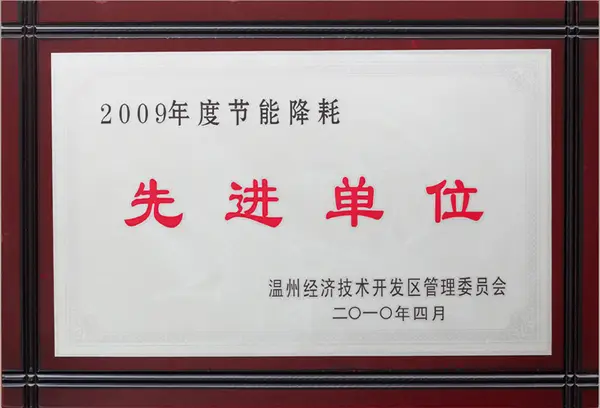 2009年度节能降耗
先进单位
温州经济技术开发区管理委员会
二〇一〇年四月